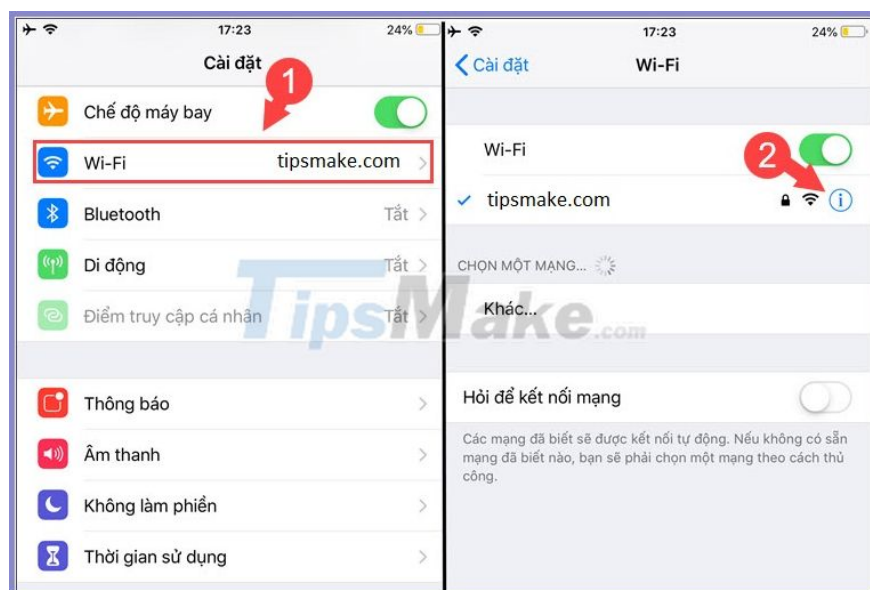 17:23
24%
Cài đặt
1
Chế độ máy bay
Wi-Fi tipsmake.com
Bluetooth Tắt
Di động Tắt
Điểm truy cập cá nhân Tắt
Thông báo
Âm thanh
Không làm phiền
Thời gian sử dụng
17:23
24%
Cài đặt Wi-Fi
Wi-Fi
2
tipsmake.com
CHỌN MỘT MẠNG...
Khác...
Hỏi để kết nối mạng
Các mạng đã biết sẽ được kết nối tự động. Nếu không có sẵn
mạng đã biết nào, bạn sẽ phải chọn một mạng theo cách thủ
công.
TipsMake.com